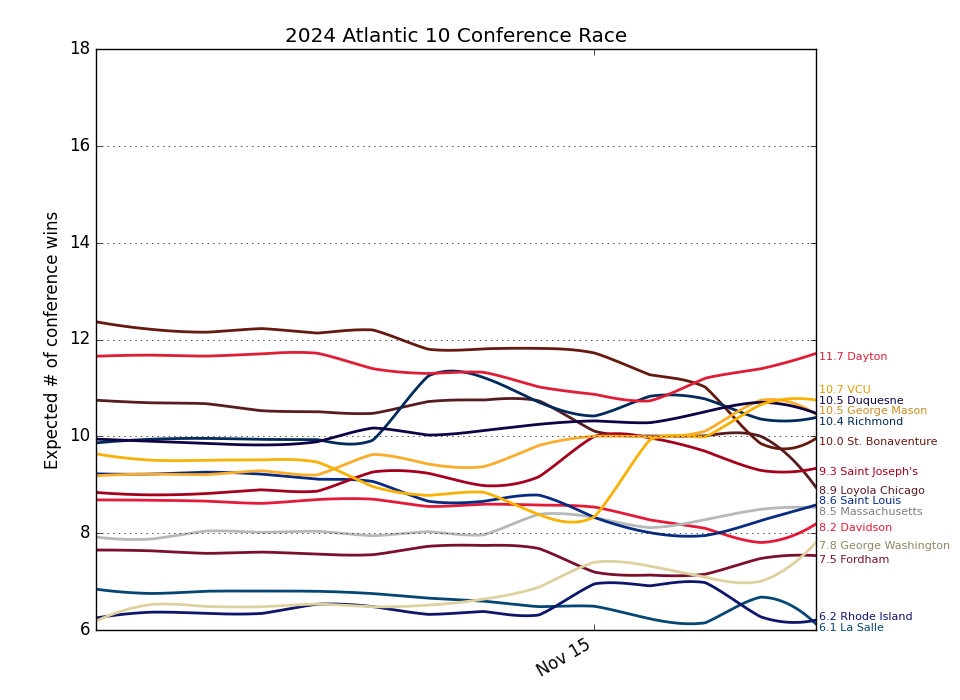 2024 Atlantic 10 Conference Race
Expected # of conference wins
18
16
14
12
10
8
6
Nov 15
11.7 Dayton
10.7 VCU
10.5 Duquesne
10.5 George Mason
10.4 Richmond
10.0 St. Bonaventure
9.3 Saint Joseph's
8.9 Loyola Chicago
8.6 Saint Louis
8.5 Massachusetts
8.2 Davidson
7.8 George Washington
7.5 Fordham
6.2 Rhode Island
6.1 La Salle